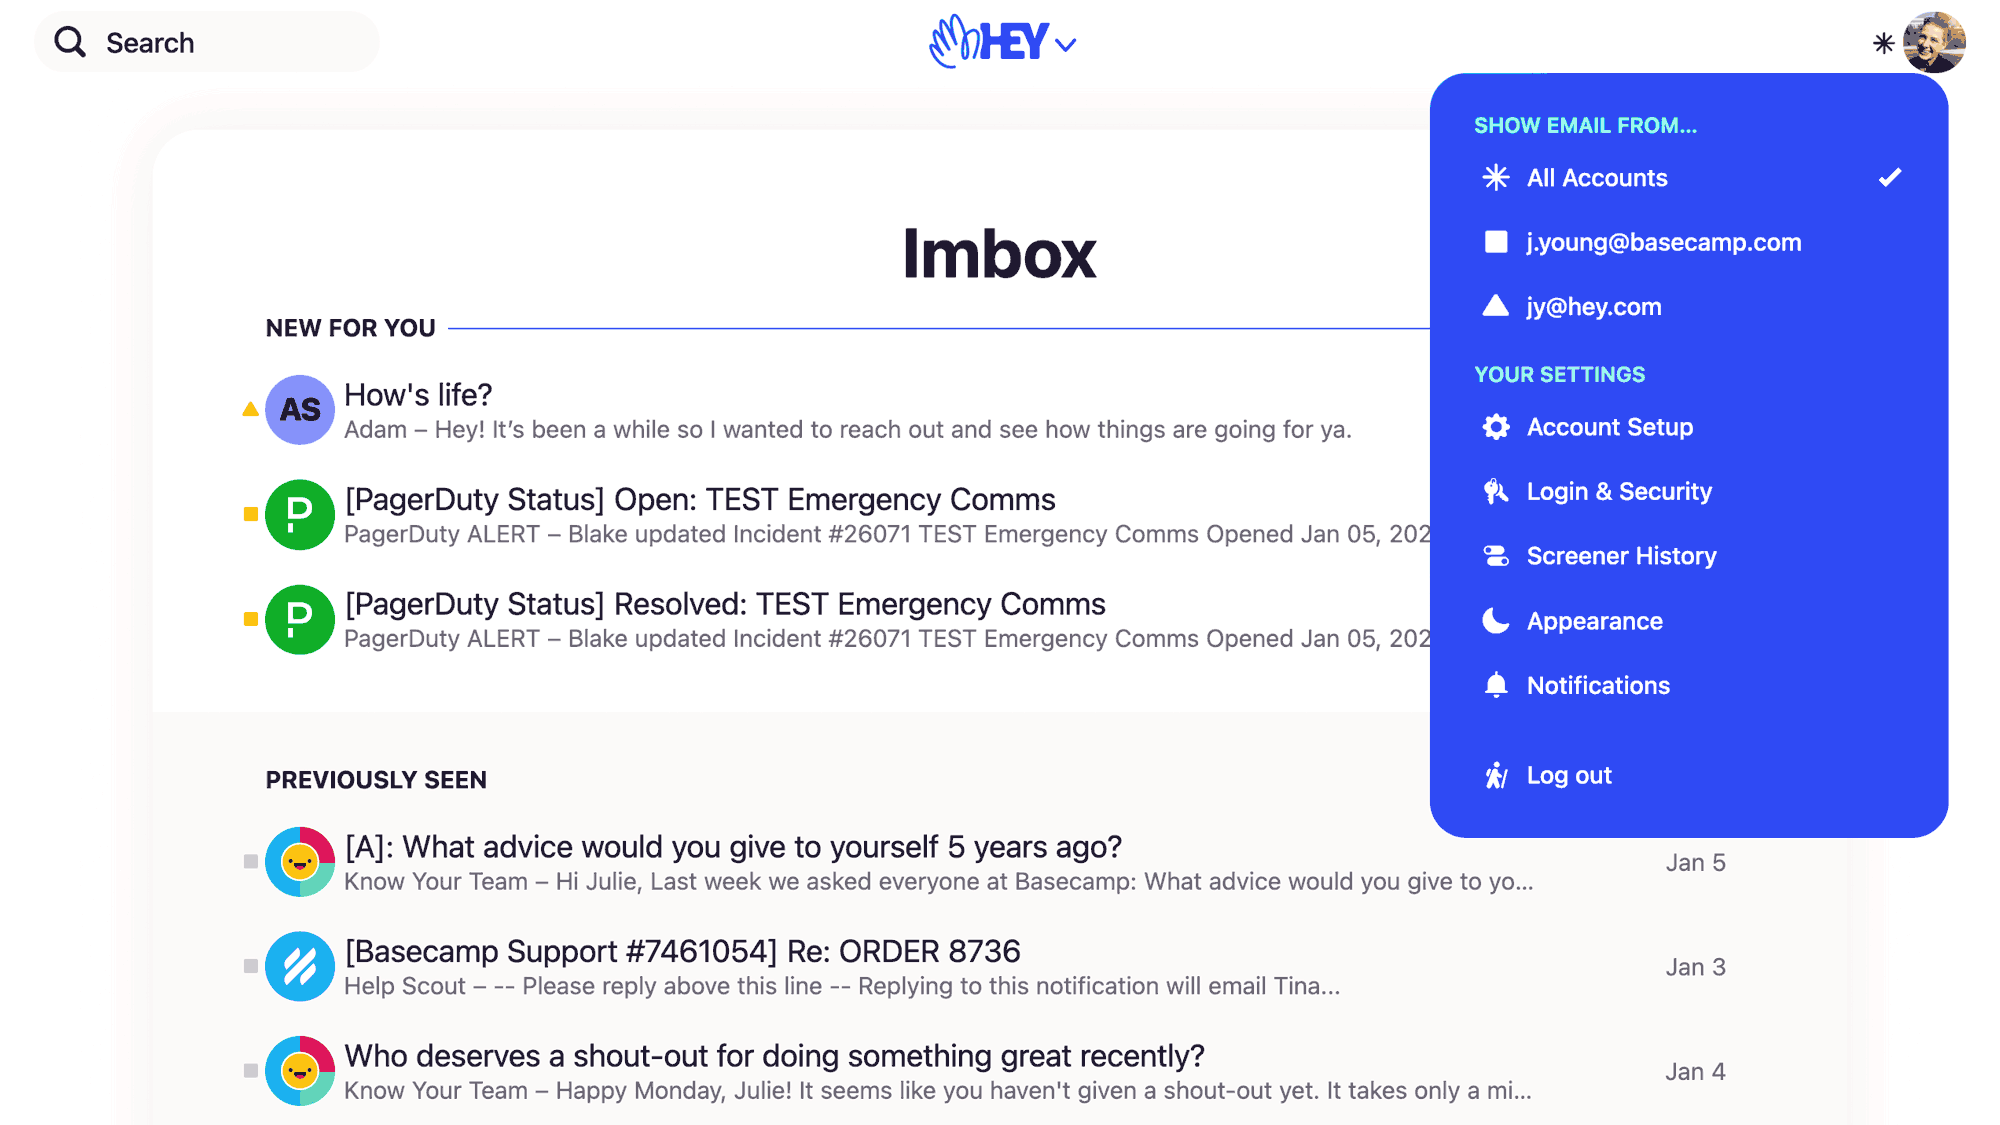 Search
HEY
SHOW EMAIL FROM...
All Accounts
j.young@basecamp.com
jy@hey.com
YOUR SETTINGS
Account Setup
Login & Security
Screener History
Appearance
Notifications
Log out
Imbox
NEW FOR YOU
AS
How's life?
Adam – Hey! It’s been a while so I wanted to reach out and see how things are going for ya.
P
[PagerDuty Status] Open: TEST Emergency Comms
PagerDuty ALERT – Blake updated Incident #26071 TEST Emergency Comms Opened Jan 05, 202
P
[PagerDuty Status] Resolved: TEST Emergency Comms
PagerDuty ALERT – Blake updated Incident #26071 TEST Emergency Comms Opened Jan 05, 202
PREVIOUSLY SEEN
[A]: What advice would you give to yourself 5 years ago?
Know Your Team – Hi Julie, Last week we asked everyone at Basecamp: What advice would you give to yo...
Jan 5
[Basecamp Support #7461054] Re: ORDER 8736
Help Scout – -- Please reply above this line -- Replying to this notification will email Tina...
Jan 3
Who deserves a shout-out for doing something great recently?
Know Your Team – Happy Monday, Julie! It seems like you haven't given a shout-out yet. It takes only a mi...
Jan 4